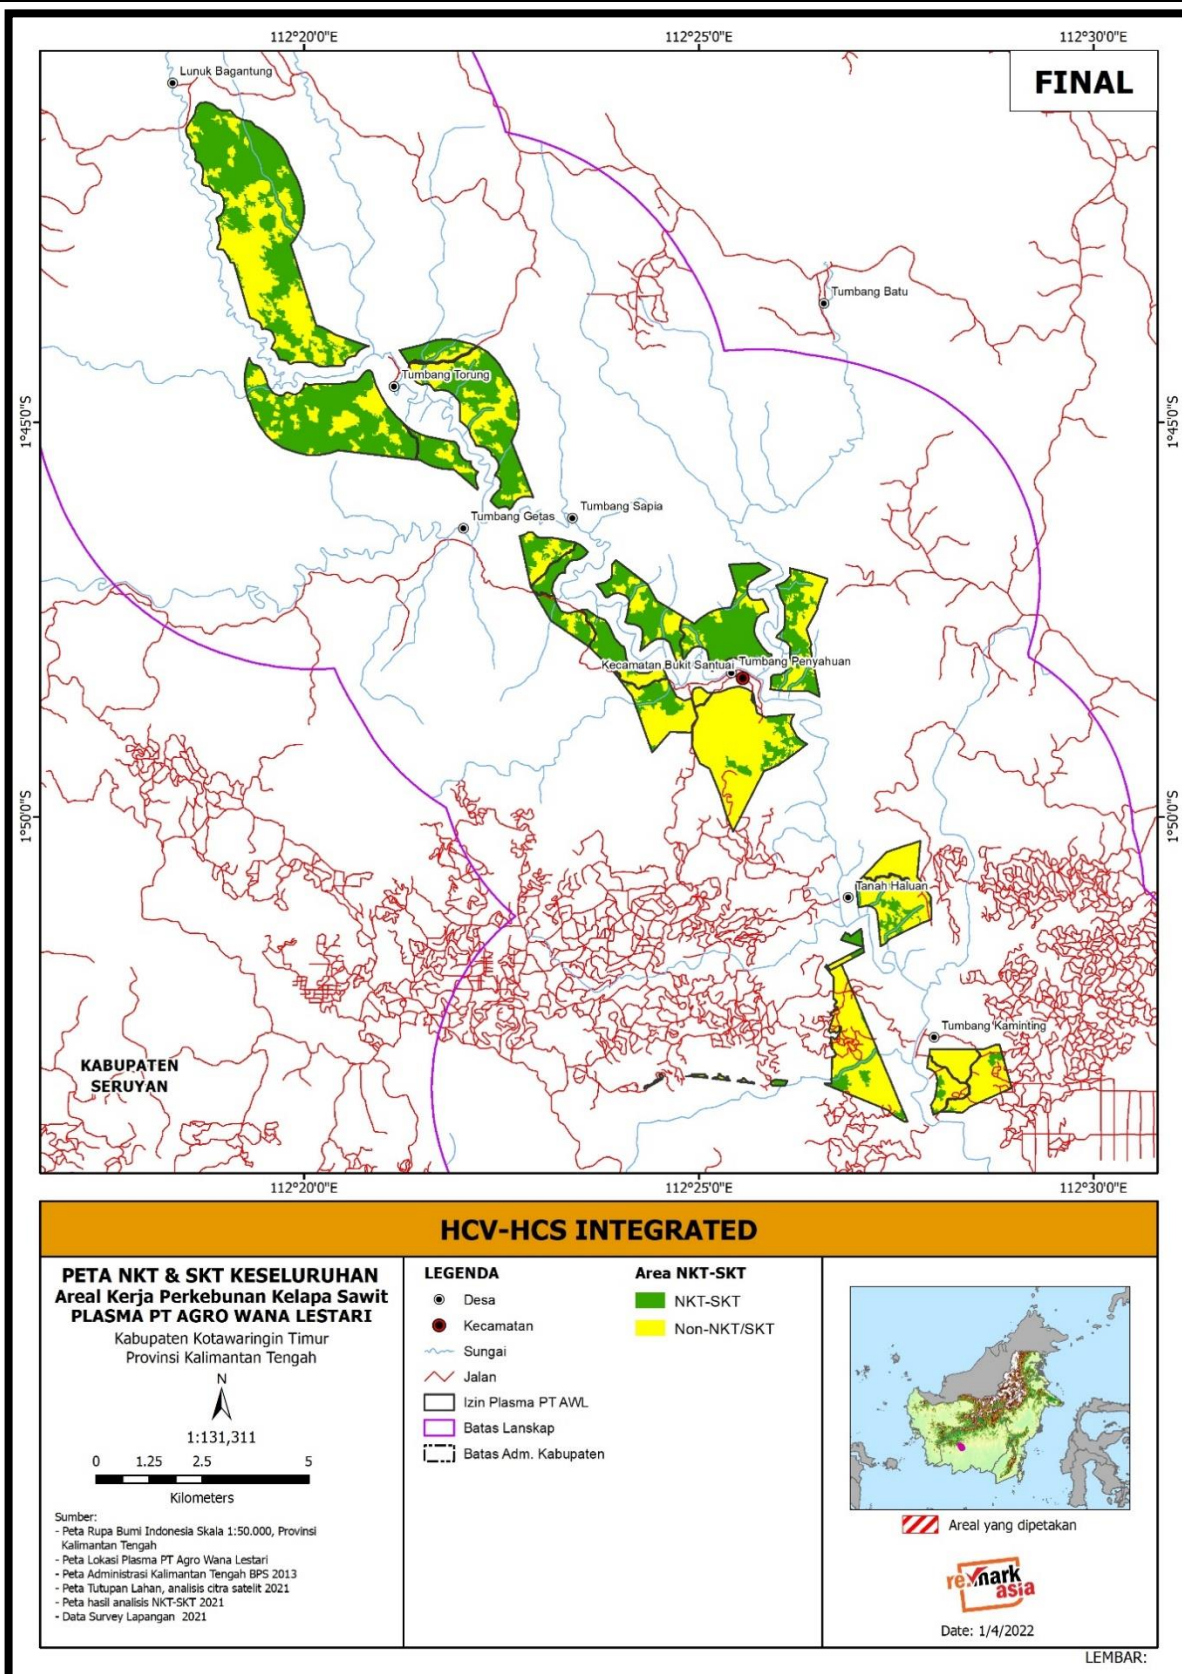 112°20'0"E
112°25'0"E
112°30'0"E
FINAL
Lunuk Bagantung
Tumbang Batu
Tumbang Torung
1°45'0"S
1°45'0"S
Tumbang Sapia
Tumbang Getas
Kecamatan Bukit Santuai
Tumbang Penyahuan
1°50'0"S
1°50'0"S
Tanah Haluan
Tumbang Kaminting
KABUPATEN
SERUYAN
112°20'0"E
112°25'0"E
112°30'0"E
HCV-HCS INTEGRATED
PETA NKT & SKT KESELURUHAN
Areal Kerja Perkebunan Kelapa Sawit
PLASMA PT AGRO WANA LESTARI
Kabupaten Kotawaringin Timur
Provinsi Kalimantan Tengah
N
1:131,311
0 1.25 2.5 5
Kilometers
Sumber:
- Peta Rupa Bumi Indonesia Skala 1:50.000, Provinsi
Kalimantan Tengah
- Peta Lokasi Plasma PT Agro Wana Lestari
- Peta Administrasi Kalimantan Tengah BPS 2013
- Peta Tutupan Lahan, analisis citra satelit 2021
- Peta hasil analisis NKT-SKT 2021
- Data Survey Lapangan 2021
LEGENDA
Desa
Kecamatan
Sungai
Jalan
Izin Plasma PT AWL
Batas Lanskap
Batas Adm. Kabupaten
Area NKT-SKT
NKT-SKT
Non-NKT/SKT
Areal yang dipetakan
re.mark
asia
Date: 1/4/2022
LEMBAR: